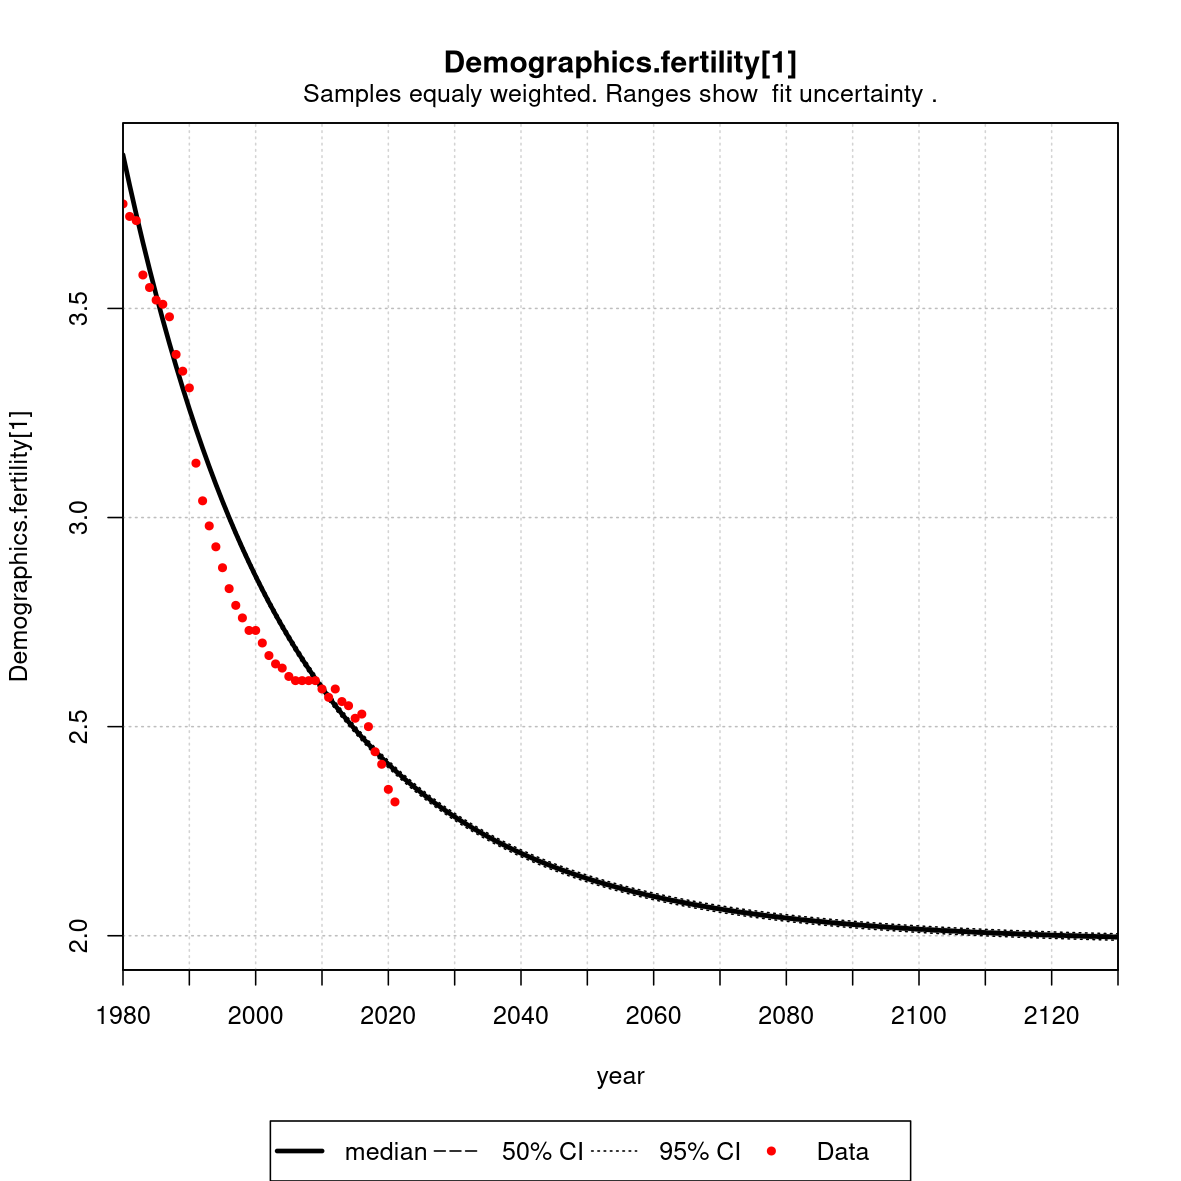 Demographics.fertility[1]
Samples equaly weighted. Ranges show  fit uncertainty .
Demographics.fertility[1]
3.5
3.0
2.5
2.0
1980 2000 2020 2040 2060 2080 2100 2120
year
median 50% CI 95% CI Data